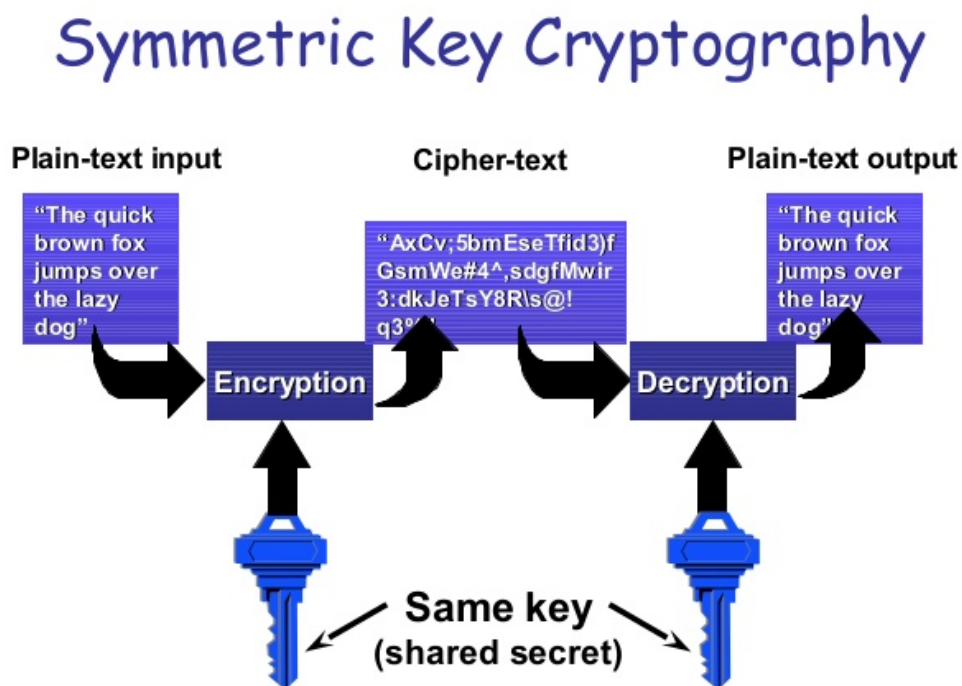 Symmetric Key Cryptography
Plain-text input
Cipher-text
Plain-text output
“The quick
brown fox
jumps over
the lazy
dog”
“AxCv;5bmEseTfid3)f
GsmWe#4^,sdgfMwir
3:dkJeTsY8R\s@!
q3%”
“The quick
brown fox
jumps over
the lazy
dog”
Encryption
Decryption
Same key
(shared secret)